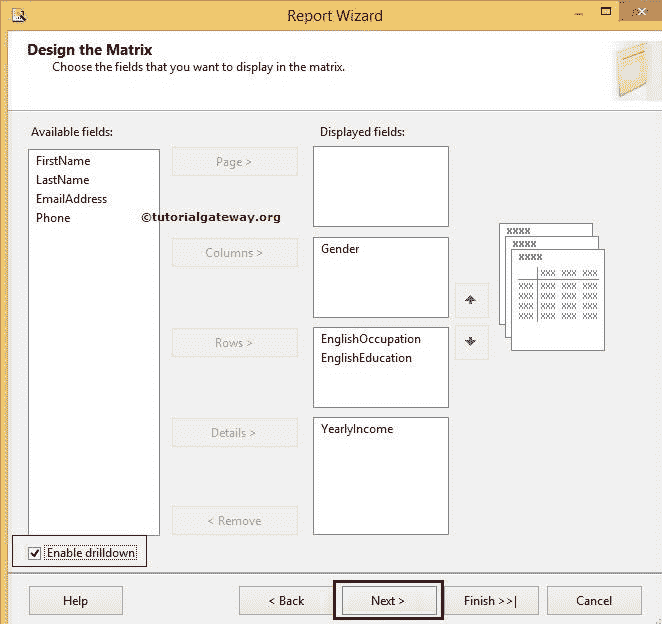 Report Wizard
Design the Matrix
Choose the fields that you want to display in the matrix.
Available fields:
FirstName
LastName
EmailAddress
Phone
©tutorialgateway.org
Page >
Columns >
Rows >
Details >
< Remove
Displayed fields:
Gender
EnglishOccupation
EnglishEducation
YearlyIncome
XXXX
XXXX
XXXX
XXX XXX XXX
XXX XXX XXX XXX
XXX XXX XXX XXX
XXX XXX XXX XXX
XXX XXX XXX XXX
Enable drilldown
Help
< Back
Next >
Finish >>|
Cancel